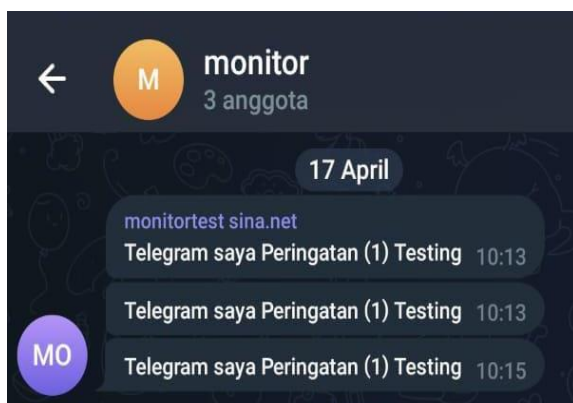 M
monitor
3 anggota
17 April
monitortest sina.net
Telegram saya Peringatan (1) Testing 10:13
Telegram saya Peringatan (1) Testing 10:13
MO
Telegram saya Peringatan (1) Testing 10:15